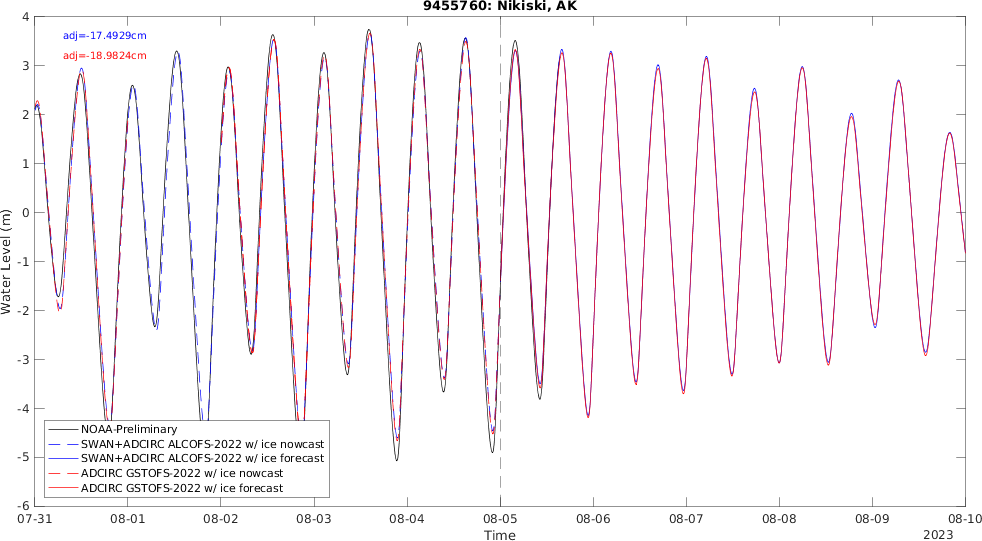 9455760: Nikiski, AK
adj=-17.4929cm
adj=-18.9824cm
Water Level (m)
4
3
2
1
0
-1
-2
-3
-4
-5
-6
NOAA-Preliminary
SWAN+ADCIRC ALCOFS-2022 w/ ice nowcast
SWAN+ADCIRC ALCOFS-2022 w/ ice forecast
ADCIRC GSTOFS-2022 w/ ice nowcast
ADCIRC GSTOFS-2022 w/ ice forecast
07-31 08-01 08-02 08-03 08-04 08-05 08-06 08-07 08-08 08-09 08-10
Time
2023